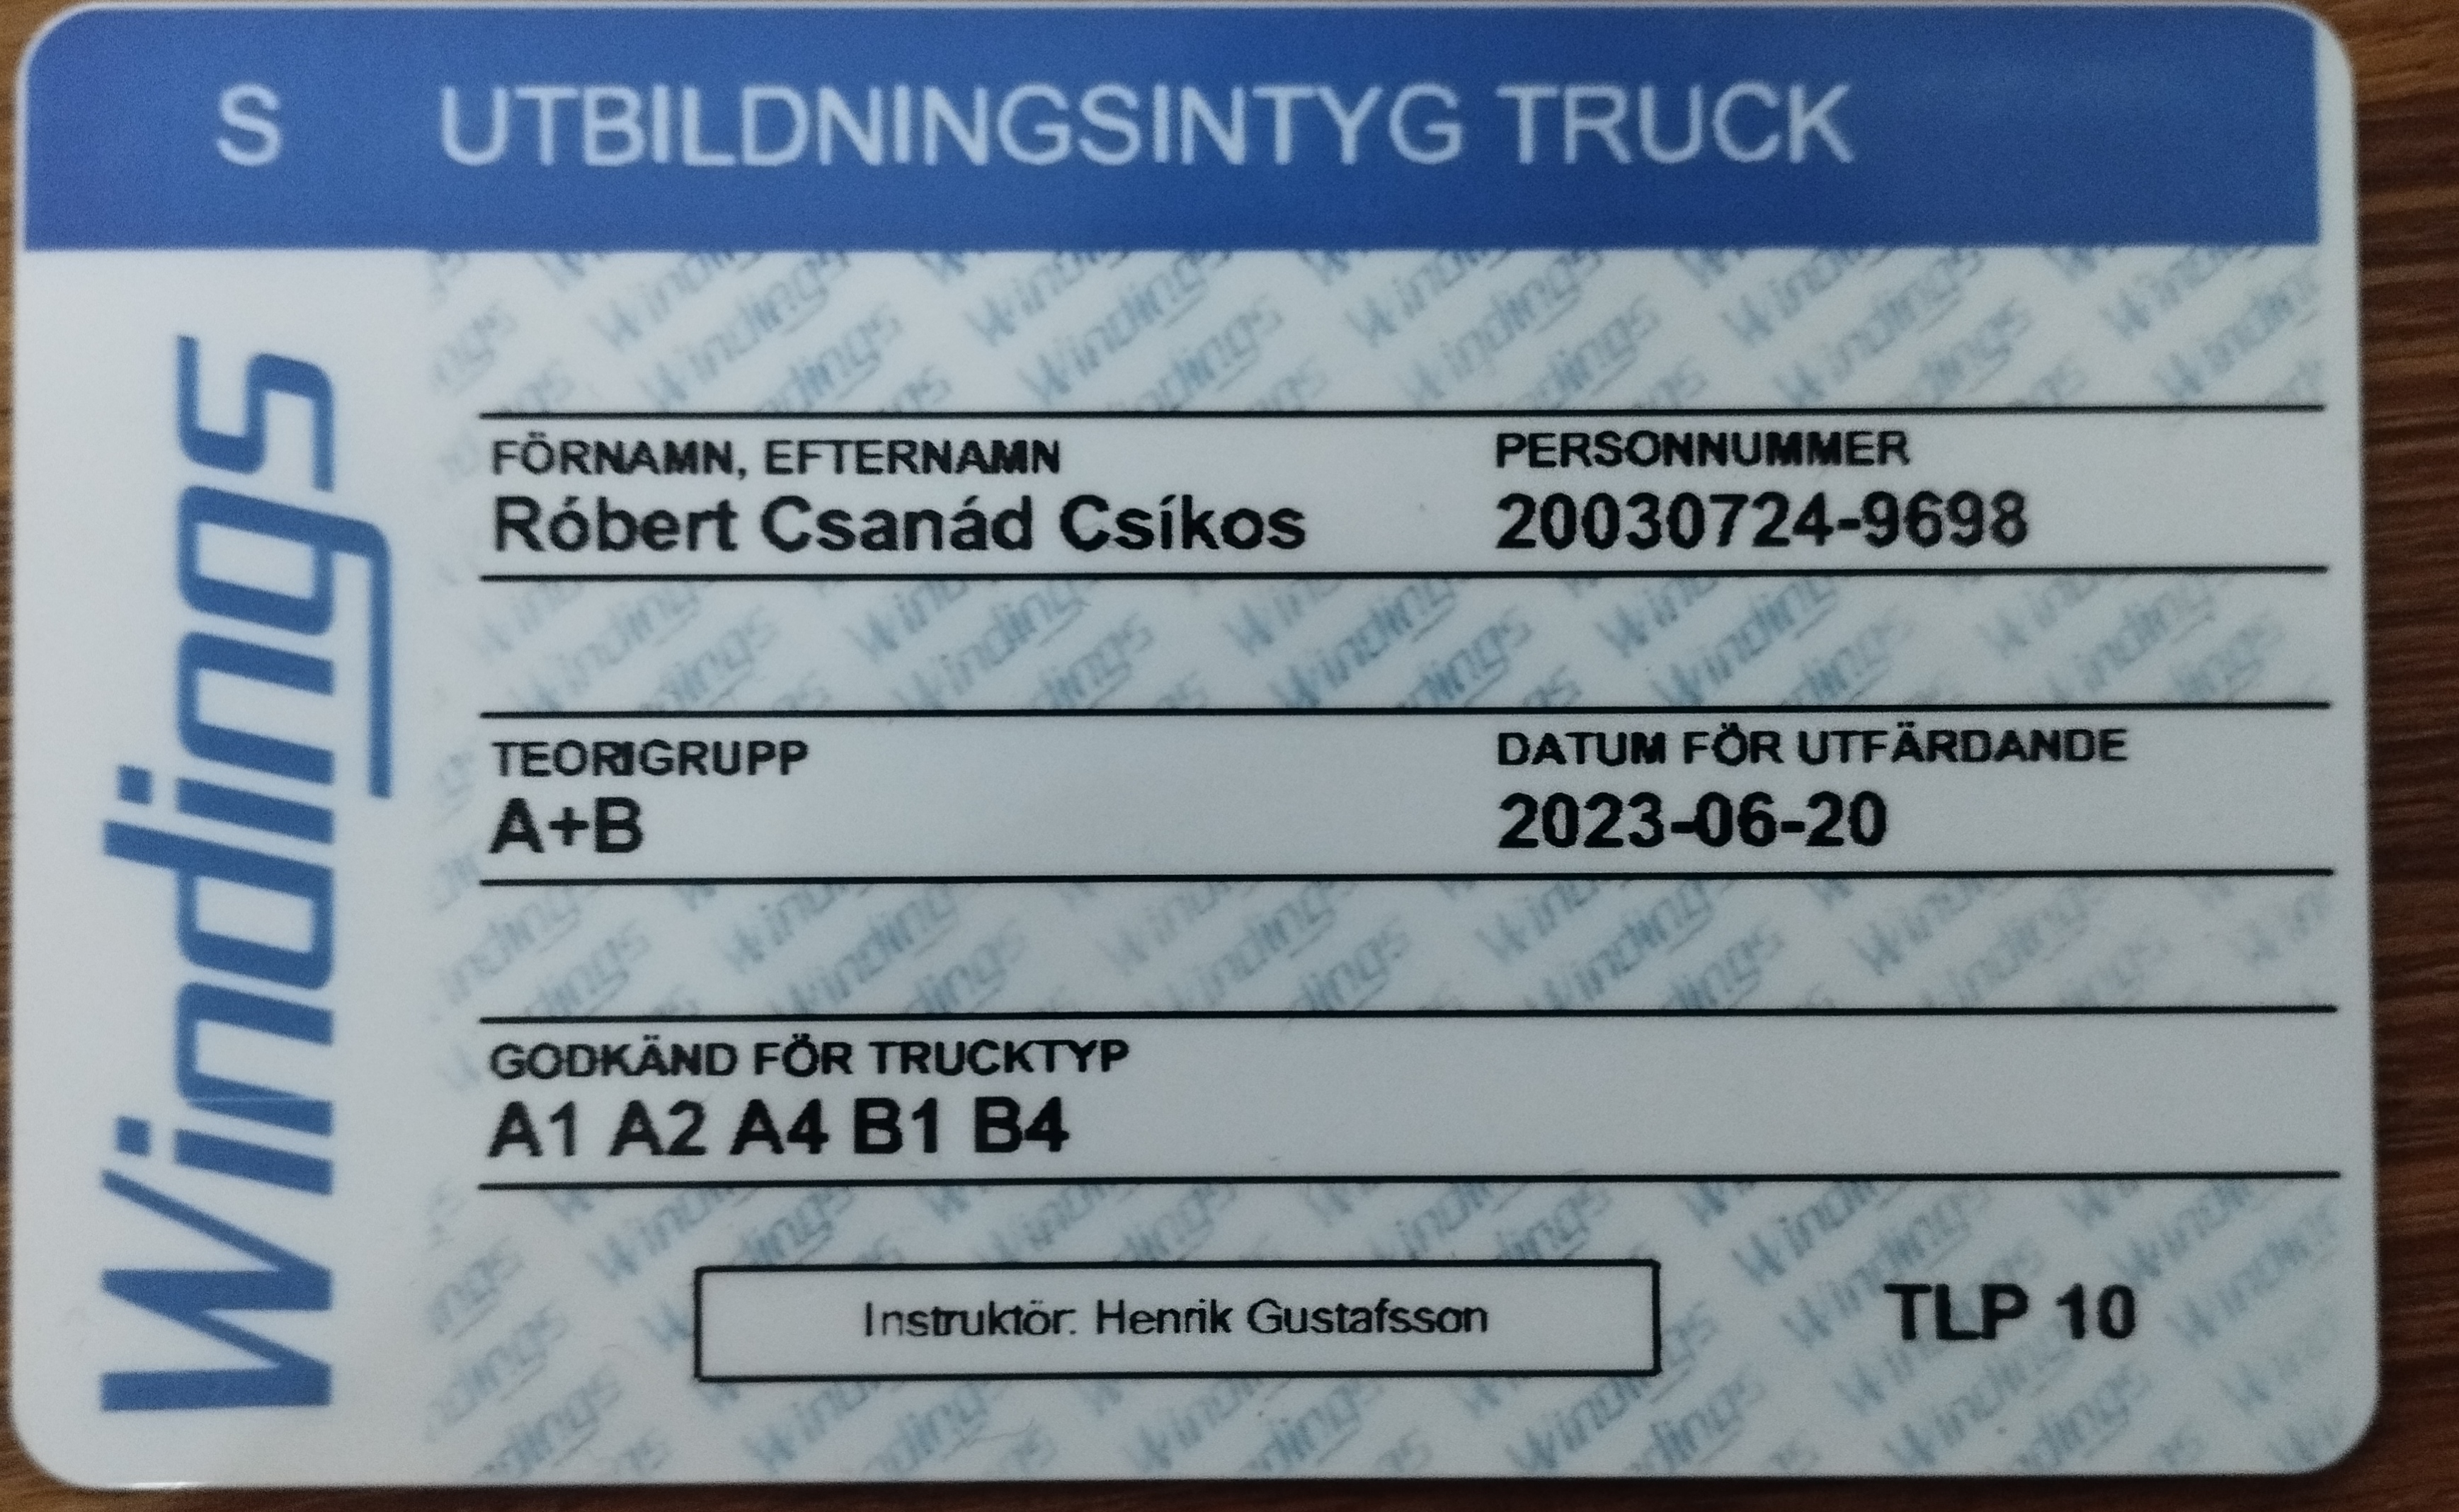 S UTBILDNINGSINTYG TRUCK
Windings
FÖRNAMN, EFTERNAMN PERSONNUMMER
Róbert Csanád Csíkos 20030724-9698
TEORIGRUPP DATUM FÖR UTFÄRDANDE
A+B 2023-06-20
GODKÄND FÖR TRUCKTYP
A1 A2 A4 B1 B4
Instruktör: Henrik Gustafsson TLP 10